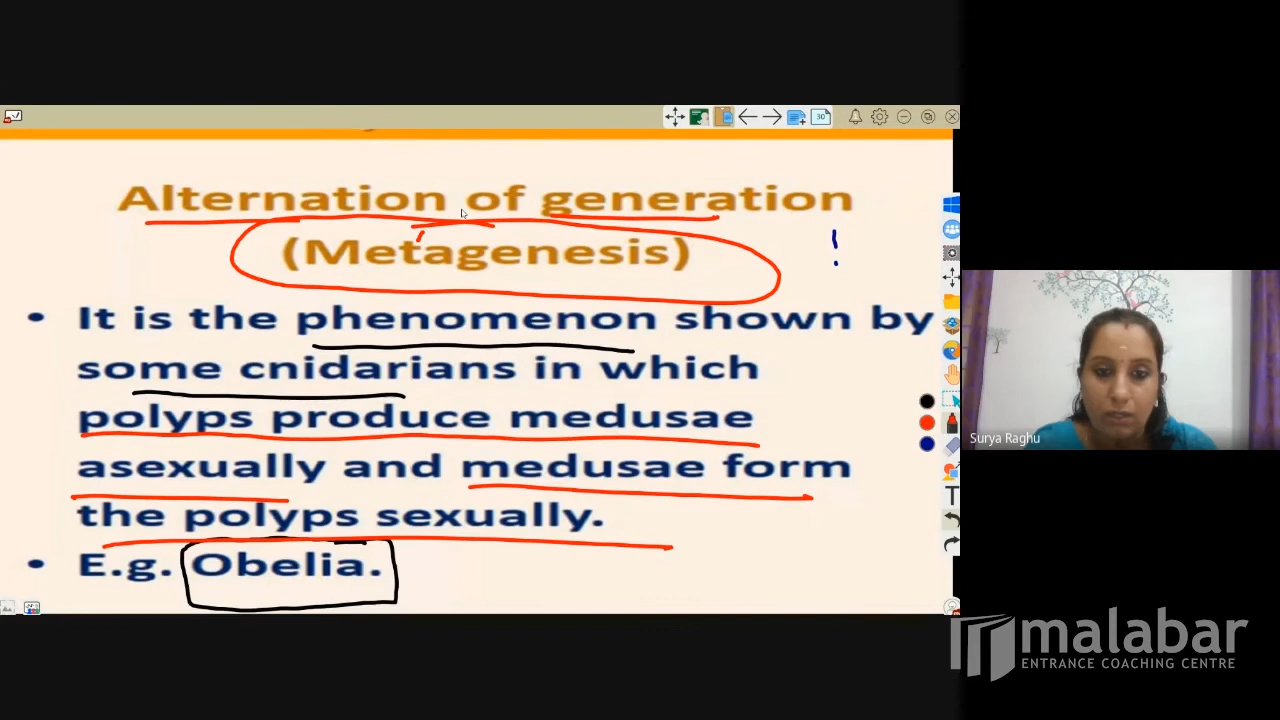 30
Alternation of generation
(Metagenesis)
!
• It is the phenomenon shown by
some cnidarians in which
polyps produce medusae
asexually and medusae form
the polyps sexually.
• E.g. Obelia.
T
Surya Raghu
malabar
ENTRANCE COACHING CENTRE